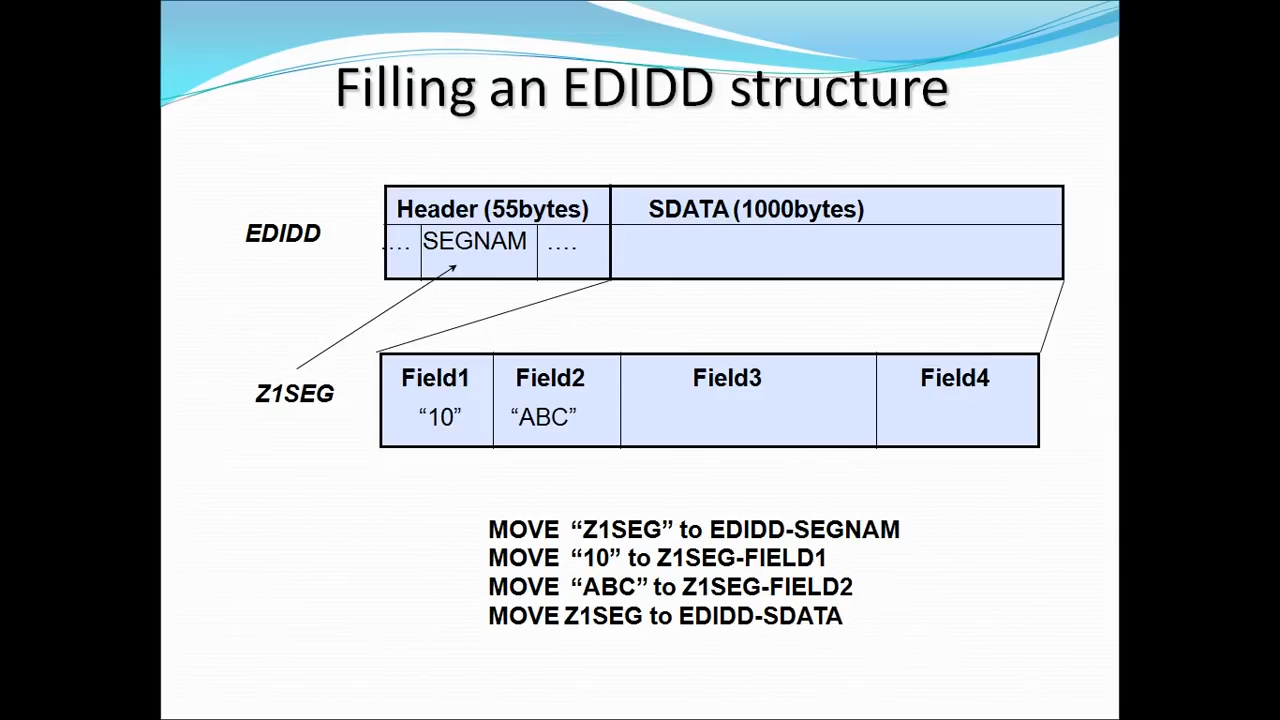 Filling an EDIDD structure
Header (55bytes) SDATA (1000bytes)
EDIDD
.... SEGNAM ....
Z1SEG
Field1 Field2 Field3 Field4
“10” “ABC”
MOVE “Z1SEG” to EDIDD-SEGNAM
MOVE “10” to Z1SEG-FIELD1
MOVE “ABC” to Z1SEG-FIELD2
MOVE Z1SEG to EDIDD-SDATA